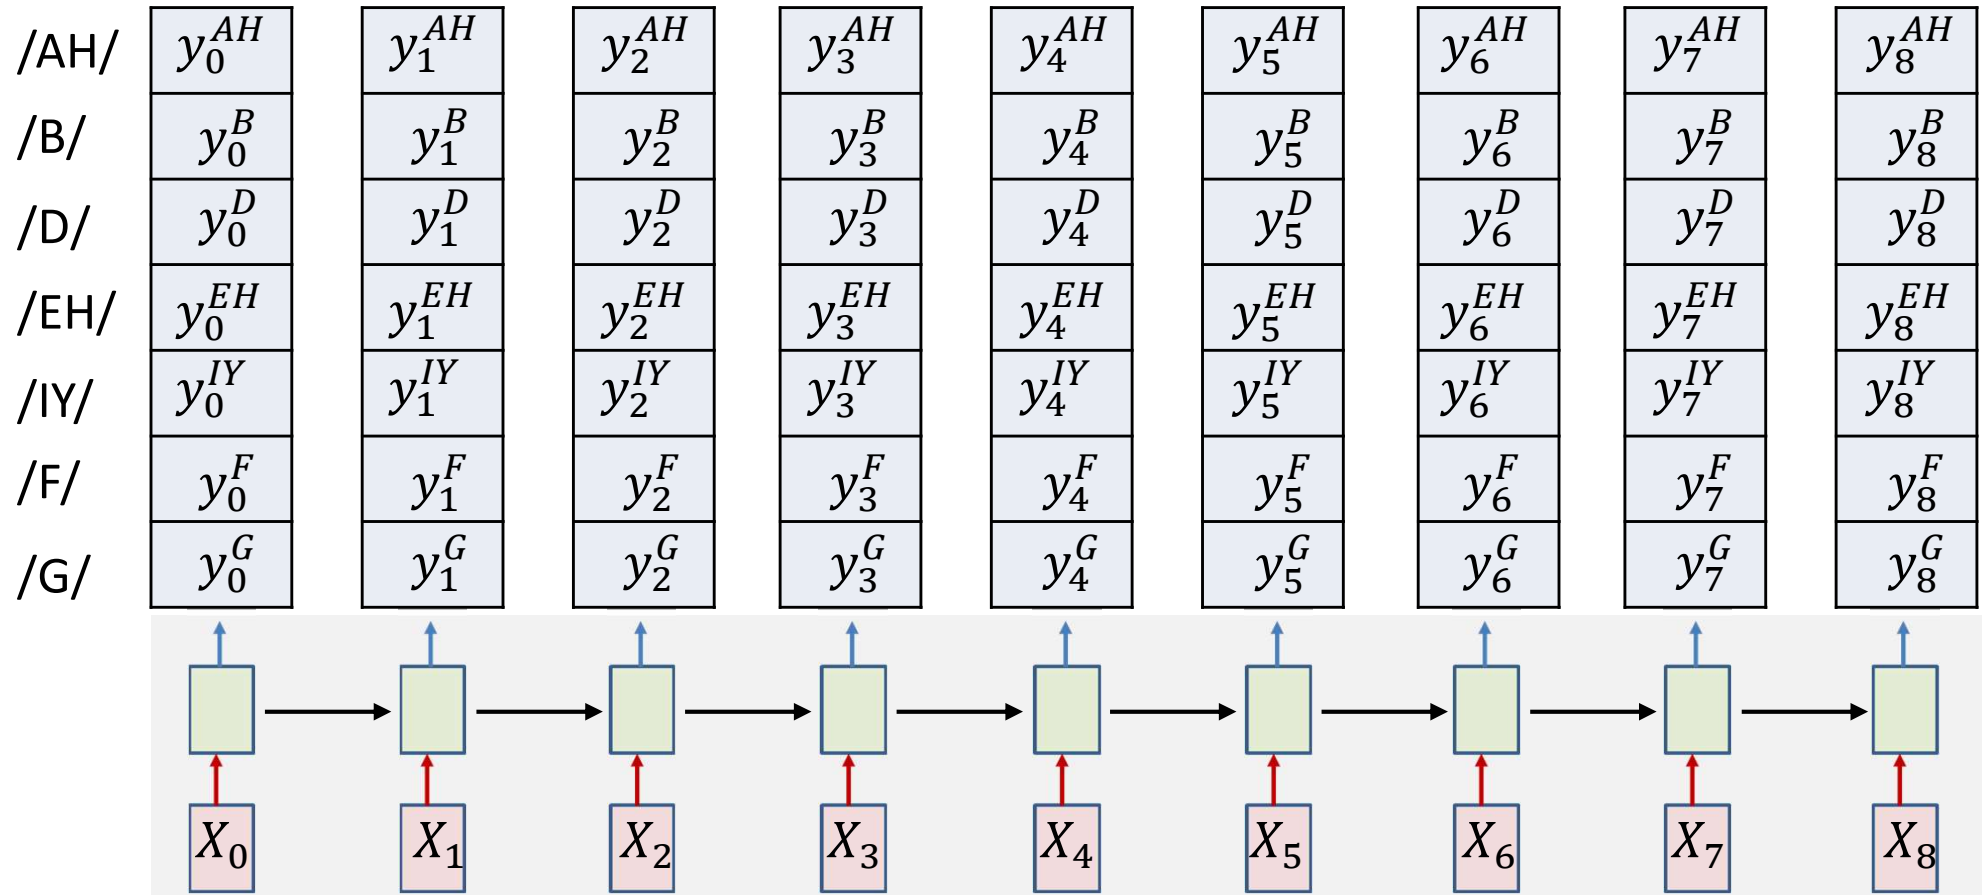 /AH/ y_0^{AH} y_1^{AH} y_2^{AH} y_3^{AH} y_4^{AH} y_5^{AH} y_6^{AH} y_7^{AH} y_8^{AH}
/B/ y_0^B y_1^B y_2^B y_3^B y_4^B y_5^B y_6^B y_7^B y_8^B
/D/ y_0^D y_1^D y_2^D y_3^D y_4^D y_5^D y_6^D y_7^D y_8^D
/EH/ y_0^{EH} y_1^{EH} y_2^{EH} y_3^{EH} y_4^{EH} y_5^{EH} y_6^{EH} y_7^{EH} y_8^{EH}
/IY/ y_0^{IY} y_1^{IY} y_2^{IY} y_3^{IY} y_4^{IY} y_5^{IY} y_6^{IY} y_7^{IY} y_8^{IY}
/F/ y_0^F y_1^F y_2^F y_3^F y_4^F y_5^F y_6^F y_7^F y_8^F
/G/ y_0^G y_1^G y_2^G y_3^G y_4^G y_5^G y_6^G y_7^G y_8^G
X_0 X_1 X_2 X_3 X_4 X_5 X_6 X_7 X_8